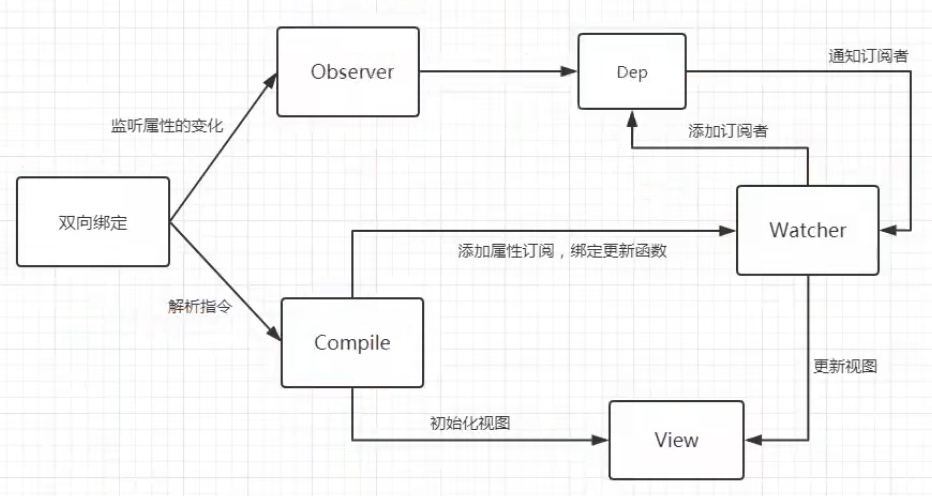 Observer
Dep
通知订阅者
监听属性的变化
添加订阅者
双向绑定
Watcher
添加属性订阅，绑定更新函数
解析指令
Compile
更新视图
初始化视图
View